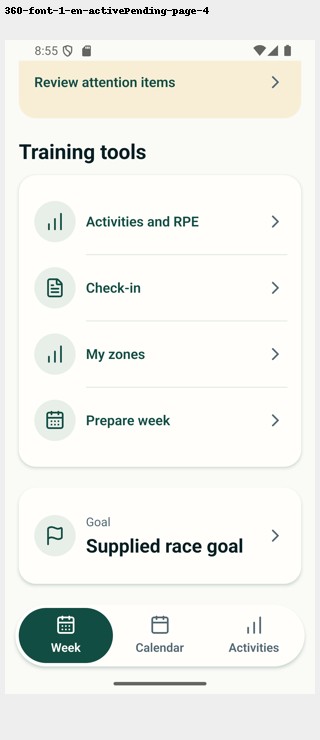 360-font-1-en-activePending-page-4
8:55
Review attention items
Training tools
Activities and RPE
Check-in
My zones
Prepare week
Goal
Supplied race goal
Week
Calendar
Activities